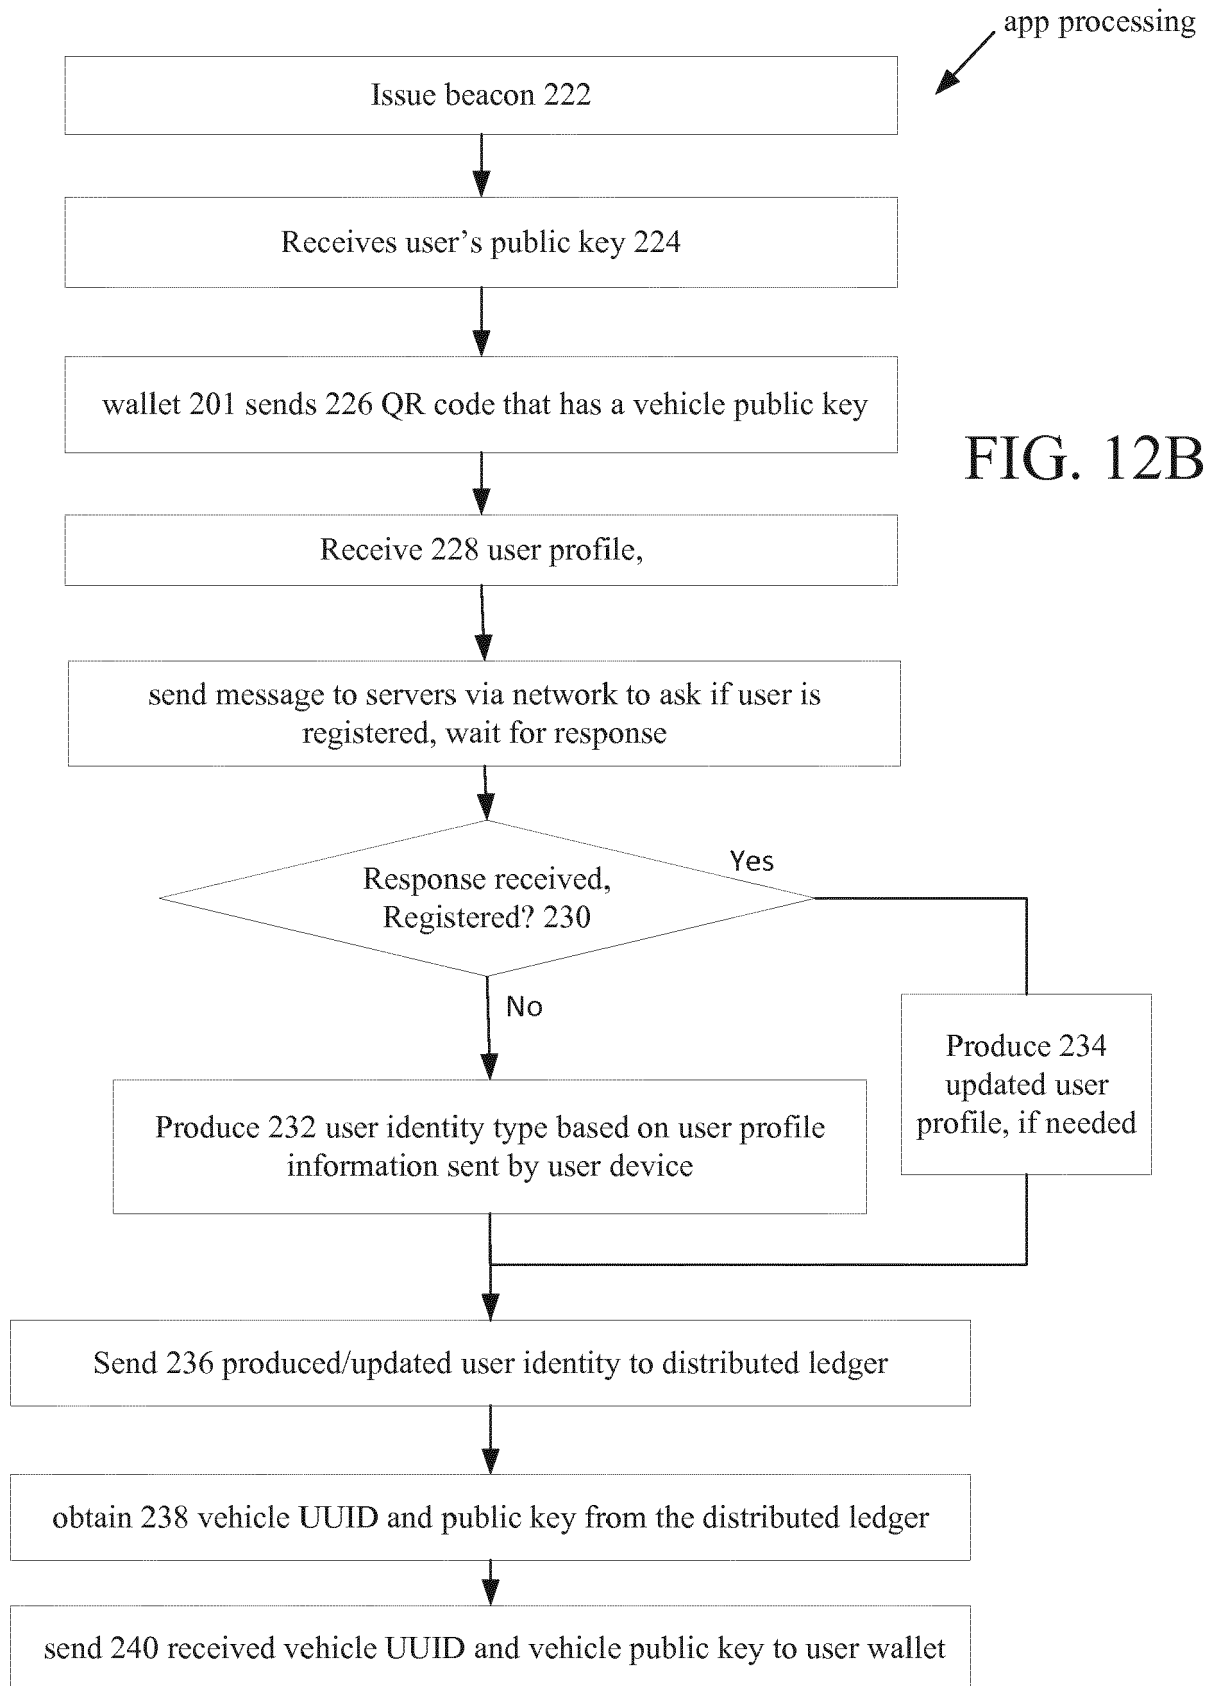 app processing
Issue beacon 222
Receives user’s public key 224
wallet 201 sends 226 QR code that has a vehicle public key
FIG. 12B
Receive 228 user profile,
send message to servers via network to ask if user is
registered, wait for response
Response received,
Registered? 230
Yes
No
Produce 234
updated user
profile, if needed
Produce 232 user identity type based on user profile
information sent by user device
Send 236 produced/updated user identity to distributed ledger
obtain 238 vehicle UUID and public key from the distributed ledger
send 240 received vehicle UUID and vehicle public key to user wallet